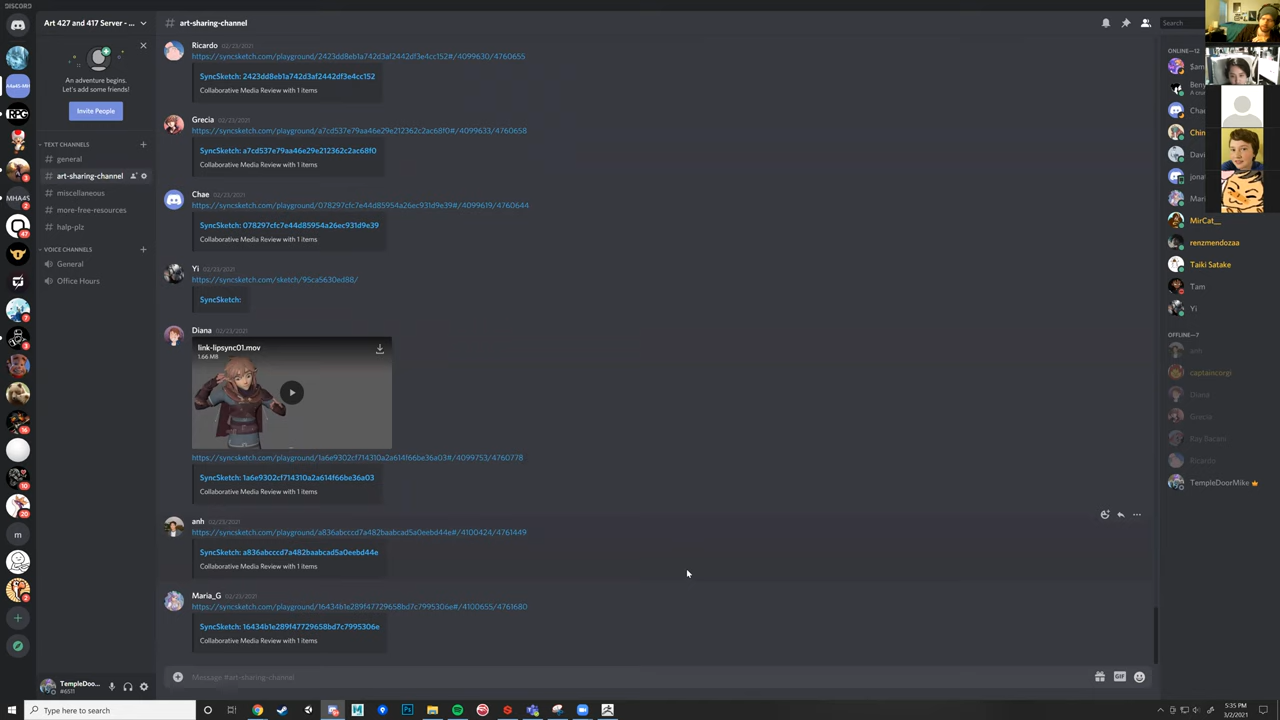 DISCORD
Art 427 and 417 Server - ...
An adventure begins.
Let's add some friends!
Invite People
TEXT CHANNELS
# general
# art-sharing-channel
# miscellaneous
# more-free-resources
# halp-plz
VOICE CHANNELS
General
Office Hours
TempleDoo...
#6511
# art-sharing-channel
Search
Ricardo 02/23/2021
https://syncsketch.com/playground/2423dd8eb1a742d3af2442df3e4cc152#/4099630/4760655
SyncSketch: 2423dd8eb1a742d3af2442df3e4cc152
Collaborative Media Review with 1 items
Grecia 02/23/2021
https://syncsketch.com/playground/a7cd537e79aa46e29e212362c2ac68f0#/4099633/4760658
SyncSketch: a7cd537e79aa46e29e212362c2ac68f0
Collaborative Media Review with 1 items
Chae 02/23/2021
https://syncsketch.com/playground/078297cfc7e44d85954a26ec931d9e39#/4099619/4760644
SyncSketch: 078297cfc7e44d85954a26ec931d9e39
Collaborative Media Review with 1 items
Yi 02/23/2021
https://syncsketch.com/sketch/95ca5630ed88/
SyncSketch:
Diana 02/23/2021
link-lipsync01.mov
1.66 MB
https://syncsketch.com/playground/1a6e9302cf714310a2a614f66be36a03#/4099753/4760778
SyncSketch: 1a6e9302cf714310a2a614f66be36a03
Collaborative Media Review with 1 items
anh 02/23/2021
https://syncsketch.com/playground/a836abcccd7a482baabcad5a0eebd44e#/4100424/4761449
SyncSketch: a836abcccd7a482baabcad5a0eebd44e
Collaborative Media Review with 1 items
Maria_G 02/23/2021
https://syncsketch.com/playground/16434b1e289f47729658bd7c7995306e#/4100655/4761680
SyncSketch: 16434b1e289f47729658bd7c7995306e
Collaborative Media Review with 1 items
Message #art-sharing-channel
GIF
ONLINE—12
Beny
Chae
Chin
Davi
jona
Mari
MirCat__
renzmendozaa
Taiki Satake
Tam
Yi
OFFLINE—7
anh
captaincorgi
Diana
Grecia
Kay Bacani
Ricardo
TempleDoorMike
Type here to search
5:35 PM
3/2/2021